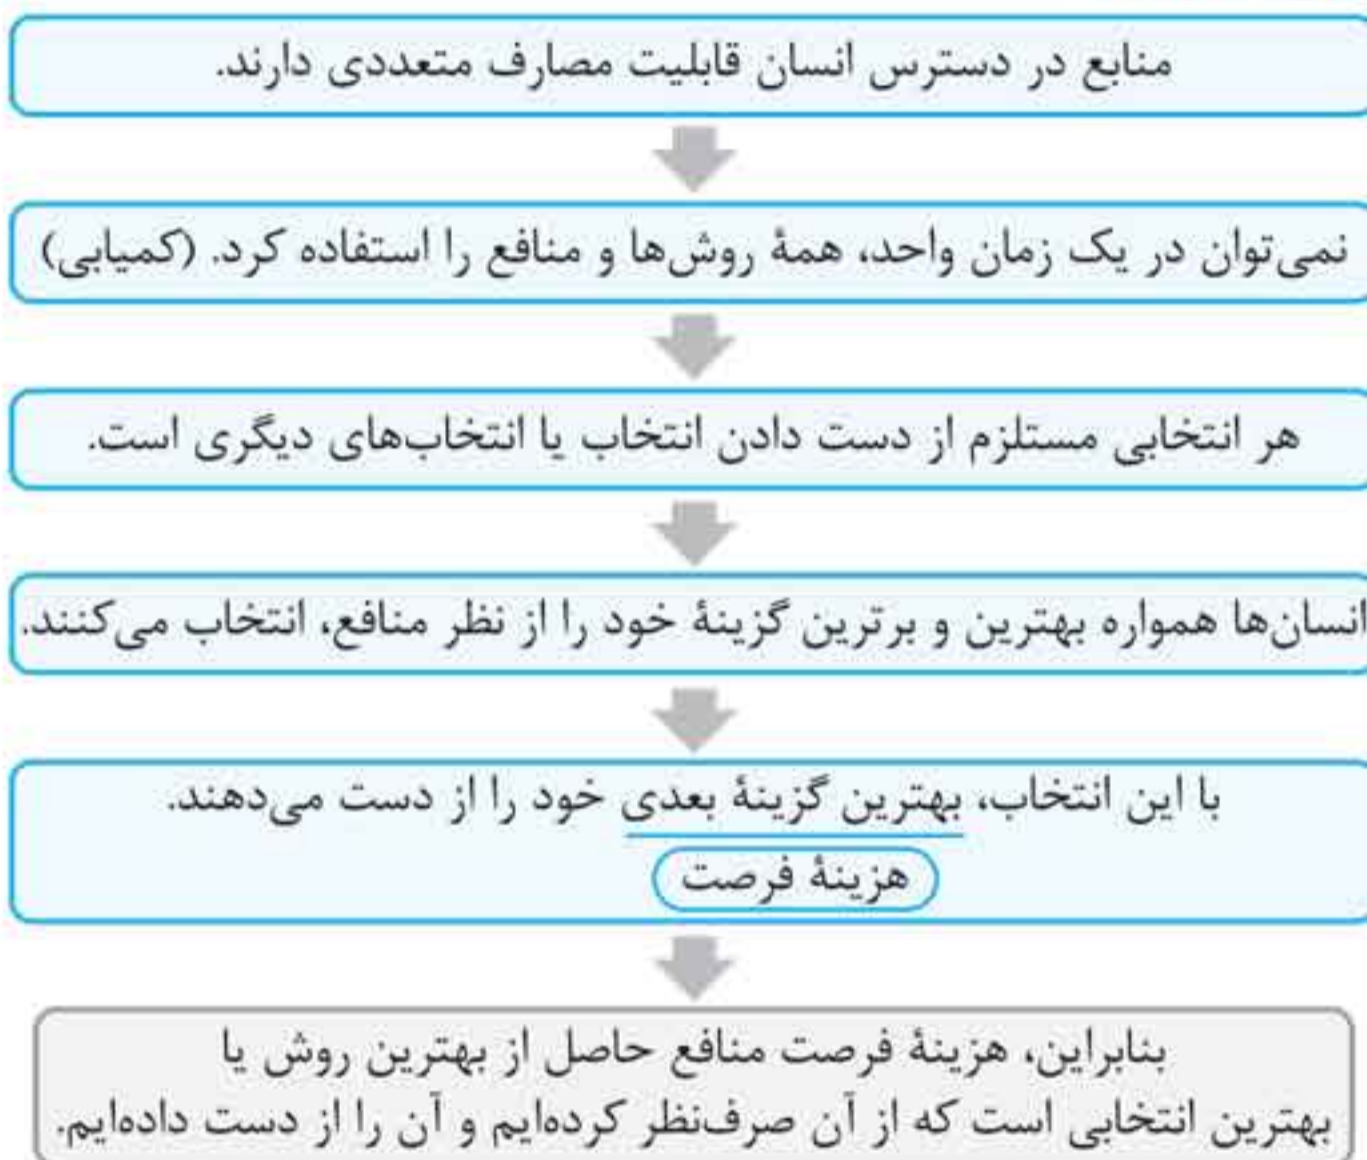 منابع در دسترس انسان قابلیت مصارف متعددی دارند.
نمی‌توان در یک زمان واحد، همهٔ روش‌ها و منافع را استفاده کرد. (کمیابی)
هر انتخابی مستلزم از دست دادن انتخاب یا انتخاب‌های دیگری است.
انسان‌ها همواره بهترین و برترین گزینهٔ خود را از نظر منافع، انتخاب می‌کنند.
با این انتخاب، بهترین گزینهٔ بعدی خود را از دست می‌دهند.
هزینهٔ فرصت
بنابراین، هزینهٔ فرصت منافع حاصل از بهترین روش یا
بهترین انتخابی است که از آن صرف‌نظر کرده‌ایم و آن را از دست داده‌ایم.